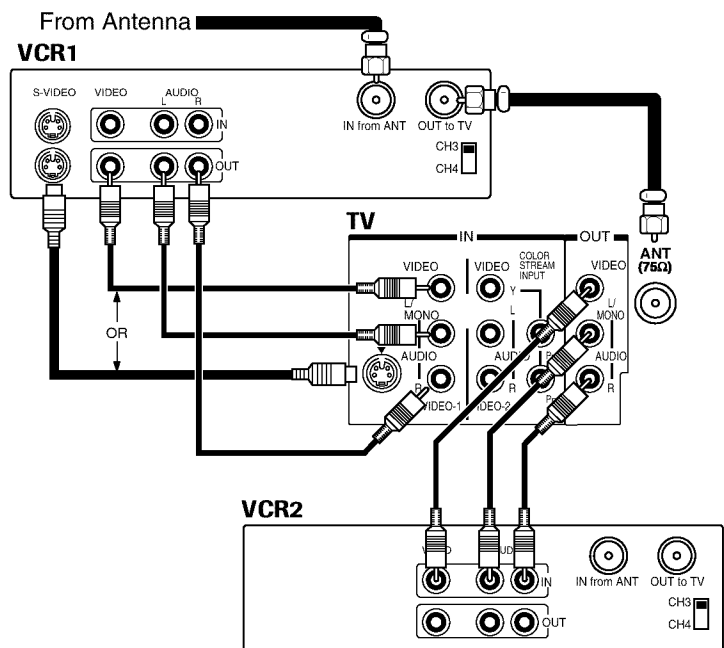 From Antenna
VCR1
S-VIDEO
VIDEO
AUDIO
L
R
IN
OUT
IN from ANT
OUT to TV
CH3
CH4
TV
IN
OUT
ANT
(75Ω)
VIDEO
VIDEO
COLOR
STREAM
INPUT
VIDEO
Y
L/
MONO
L
L/
MONO
OR
AUDIO
R
R
AUDIO
R
VIDEO-1
VCR2
IN
OUT
IN from ANT
OUT to TV
CH3
CH4